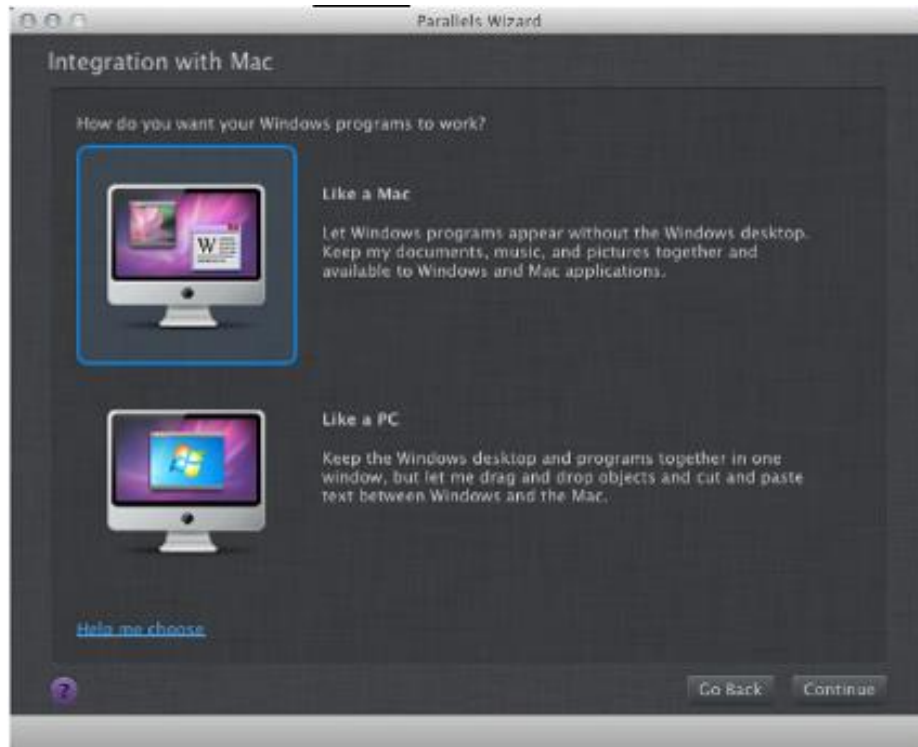 Parallels Wizard
Integration with Mac
How do you want your Windows programs to work?
W
Like a Mac
Let Windows programs appear without the Windows desktop.
Keep my documents, music, and pictures together and
available to Windows and Mac applications.
Like a PC
Keep the Windows desktop and programs together in one
window, but let me drag and drop objects and cut and paste
text between Windows and the Mac.
Help me choose
?
Go Back
Continue